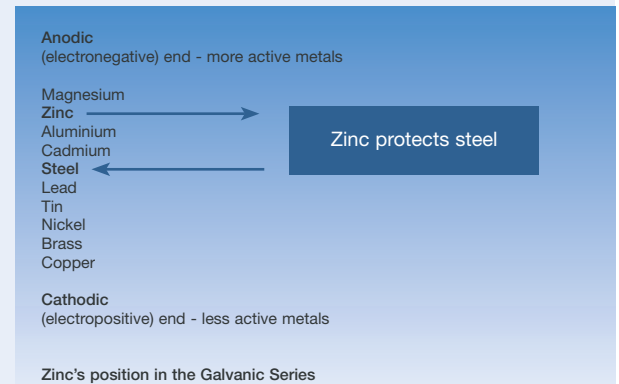 Anodic
(electronegative) end - more active metals
Magnesium
Zinc
Aluminium
Cadmium
Steel
Lead
Tin
Nickel
Brass
Copper
Zinc protects steel
Cathodic
(electropositive) end - less active metals
Zinc's position in the Galvanic Series